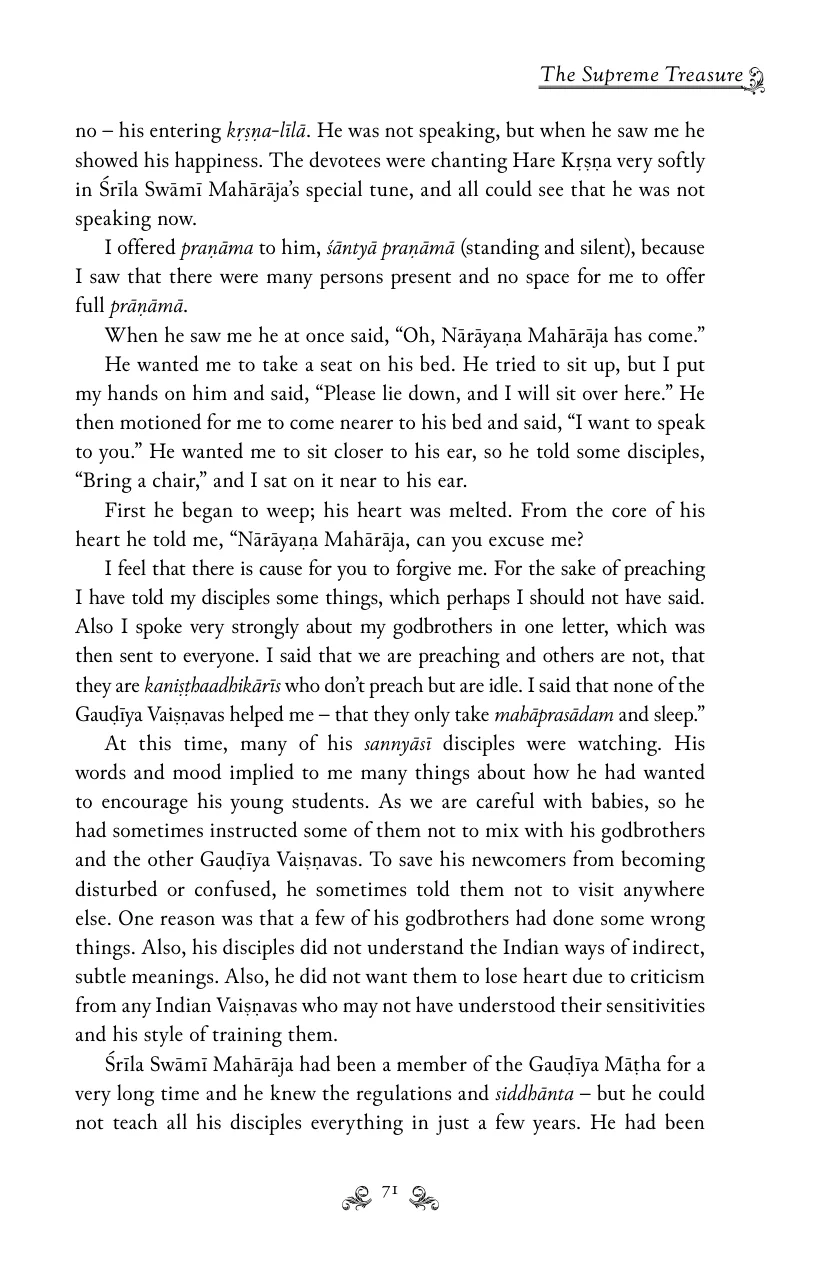 The Supreme Treasure
no – his entering kṛṣṇa-līlā. He was not speaking, but when he saw me he
showed his happiness. The devotees were chanting Hare Kṛṣṇa very softly
in Śrīla Swāmī Mahārāja’s special tune, and all could see that he was not
speaking now.
I offered praṇāma to him, śāntyā praṇāmā (standing and silent), because
I saw that there were many persons present and no space for me to offer
full prāṇāmā.
When he saw me he at once said, “Oh, Nārāyaṇa Mahārāja has come.”
He wanted me to take a seat on his bed. He tried to sit up, but I put
my hands on him and said, “Please lie down, and I will sit over here.” He
then motioned for me to come nearer to his bed and said, “I want to speak
to you.” He wanted me to sit closer to his ear, so he told some disciples,
“Bring a chair,” and I sat on it near to his ear.
First he began to weep; his heart was melted. From the core of his
heart he told me, “Nārāyaṇa Mahārāja, can you excuse me?
I feel that there is cause for you to forgive me. For the sake of preaching
I have told my disciples some things, which perhaps I should not have said.
Also I spoke very strongly about my godbrothers in one letter, which was
then sent to everyone. I said that we are preaching and others are not, that
they are kaniṣṭhaadhikārīs who don’t preach but are idle. I said that none of the
Gauḍīya Vaiṣṇavas helped me – that they only take mahāprasādam and sleep.”
At this time, many of his sannyāsī disciples were watching. His
words and mood implied to me many things about how he had wanted
to encourage his young students. As we are careful with babies, so he
had sometimes instructed some of them not to mix with his godbrothers
and the other Gauḍīya Vaiṣṇavas. To save his newcomers from becoming
disturbed or confused, he sometimes told them not to visit anywhere
else. One reason was that a few of his godbrothers had done some wrong
things. Also, his disciples did not understand the Indian ways of indirect,
subtle meanings. Also, he did not want them to lose heart due to criticism
from any Indian Vaiṣṇavas who may not have understood their sensitivities
and his style of training them.
Śrīla Swāmī Mahārāja had been a member of the Gauḍīya Māṭha for a
very long time and he knew the regulations and siddhānta – but he could
not teach all his disciples everything in just a few years. He had been
71